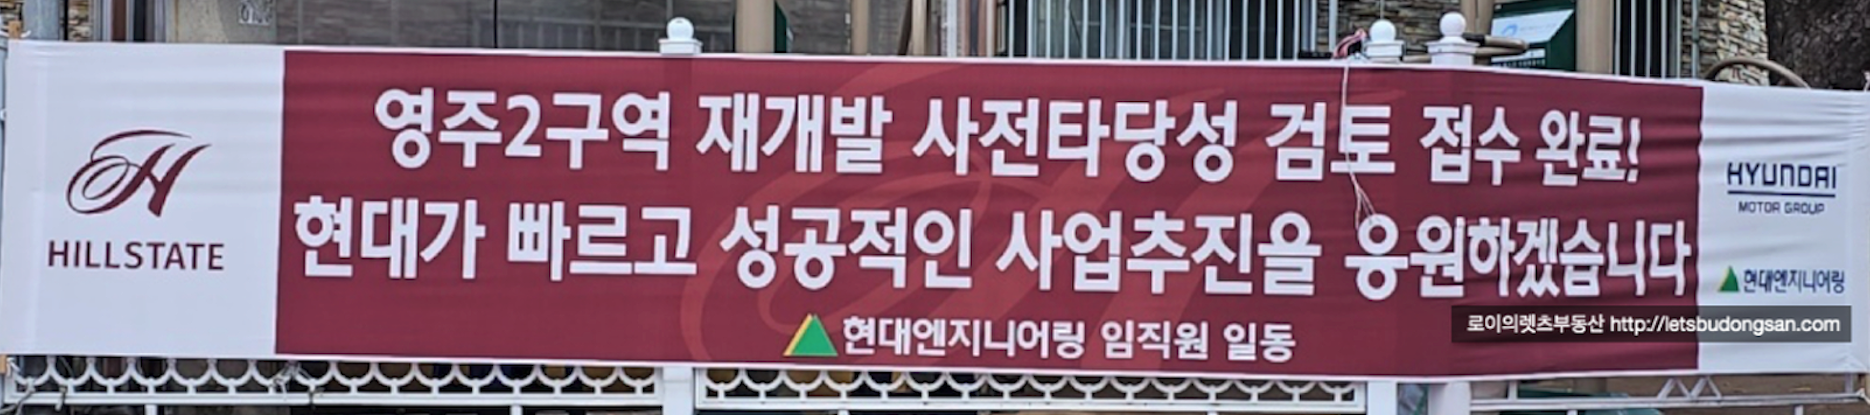 영주2구역 재개발 사전타당성 검토 접수 완료!
현대가 빠르고 성공적인 사업추진을 응원하겠습니다
현대엔지니어링 임직원 일동
HILLSTATE
HYUNDAI
MOTOR GROUP
현대엔지니어링
로이의렛츠부동산 http://letsbudongsan.com